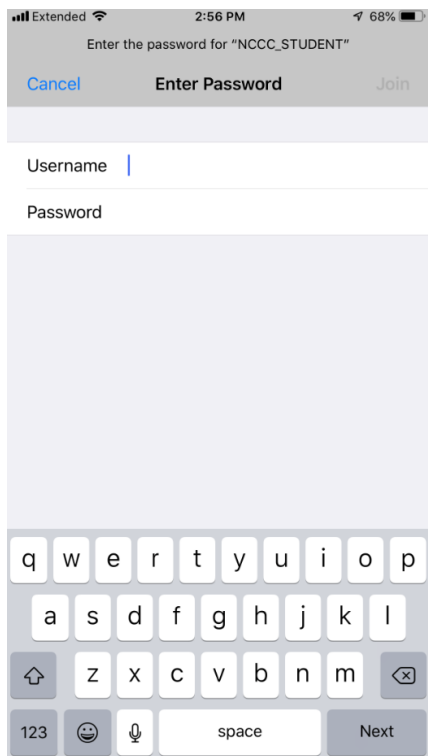 Extended 2:56 PM 68%
Enter the password for “NCCC_STUDENT”
Cancel Enter Password Join
Username
Password
q w e r t y u i o p
a s d f g h j k l
z x c v b n m
123 space Next